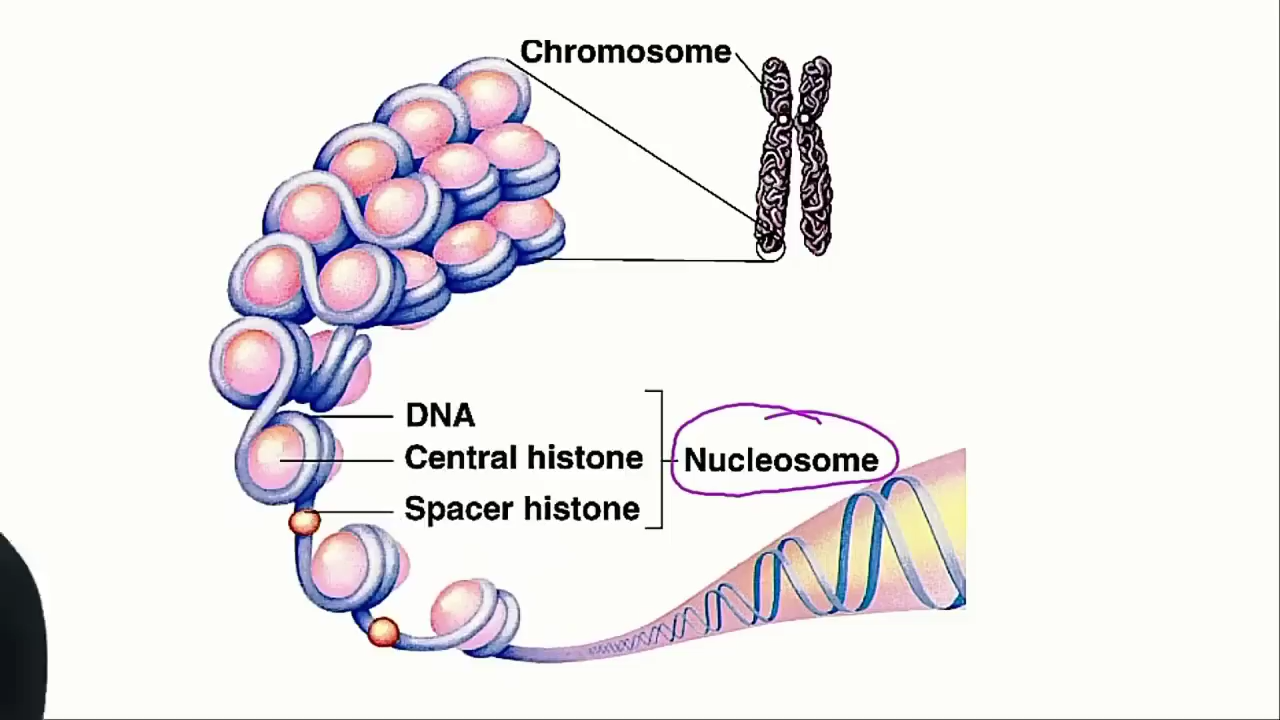 Chromosome
DNA
Central histone
Nucleosome
Spacer histone